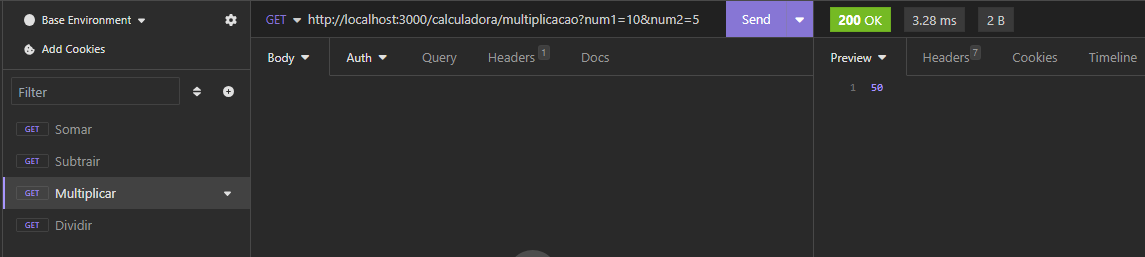 Base Environment
Add Cookies
Filter
GET Somar
GET Subtrair
GET Multiplicar
GET Dividir
GET http://localhost:3000/calculadora/multiplicacao?num1=10&num2=5 Send
Body Auth Query Headers 1 Docs
200 OK 3.28 ms 2 B
Preview Headers 7 Cookies Timeline
1 50